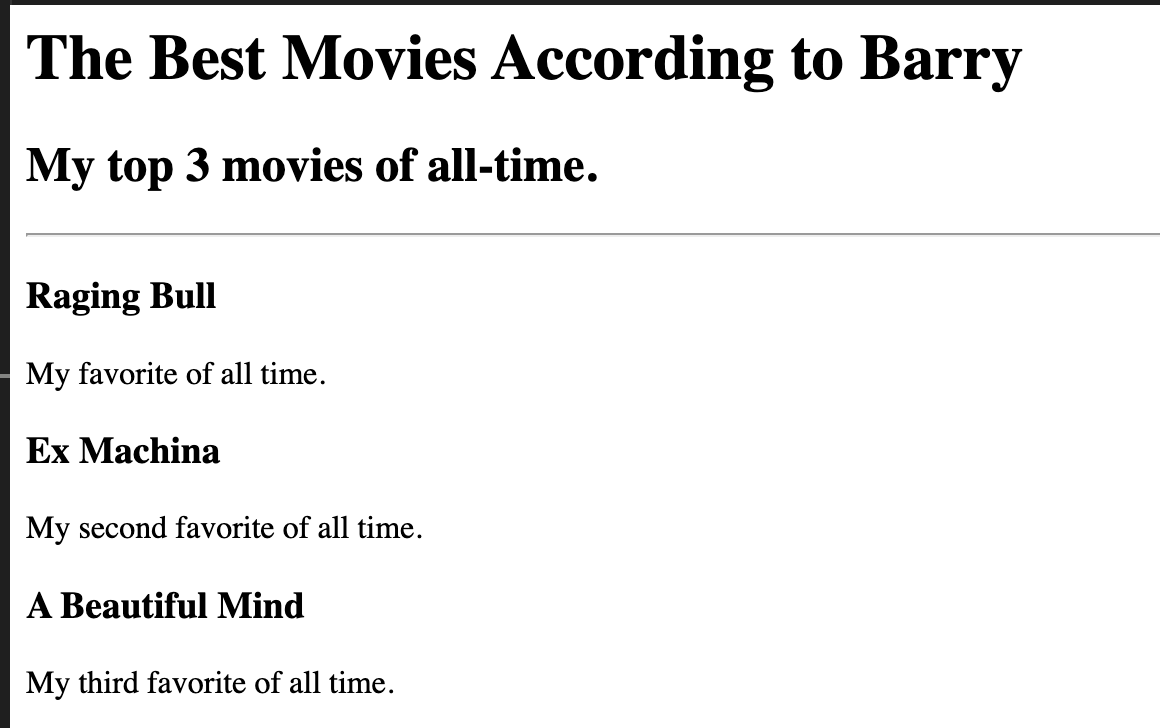 The Best Movies According to Barry
My top 3 movies of all-time.
Raging Bull
My favorite of all time.
Ex Machina
My second favorite of all time.
A Beautiful Mind
My third favorite of all time.